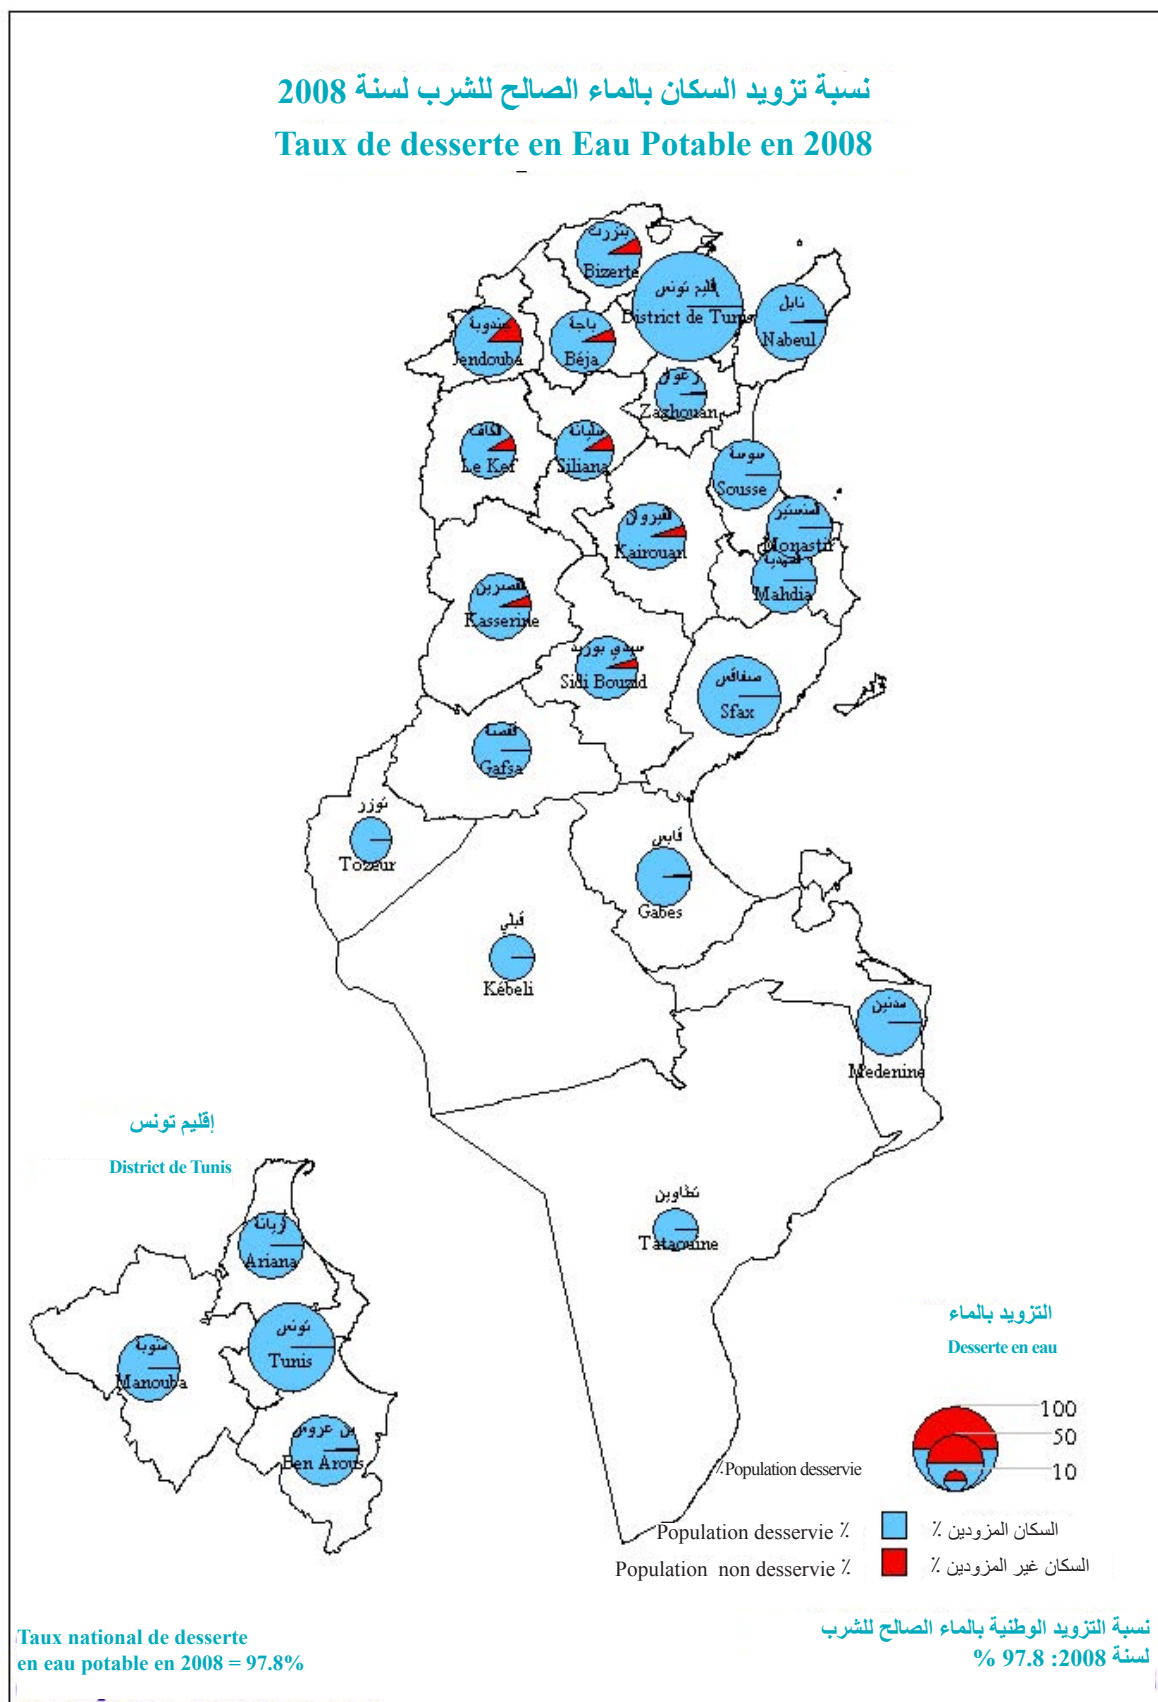 نسبة تزويد السكان بالماء الصالح للشرب لسنة 2008
Taux de desserte en Eau Potable en 2008
بنزرت
Bizerte
إقليم تونس
District de Tunis
نابل
Nabeul
جندوبة
Jendouba
باجة
Béja
زغوان
Zaghouan
الكاف
Le Kef
سليانة
Siliana
سوسة
Sousse
القيروان
Kairouan
المنستير
Monastir
المهدية
Mahdia
القصرين
Kasserine
سيدي بوزيد
Sidi Bouzid
صفاقس
Sfax
قفصة
Gafsa
توزر
Tozeur
قابس
Gabes
قبلي
Kébeli
مدنين
Medenine
تطاوين
Tataouine
إقليم تونس
District de Tunis
أريانة
Ariana
تونس
Tunis
منوبة
Manouba
بن عروس
Ben Arous
التزويد بالماء
Desserte en eau
100
50
10
٪Population desservie
Population desservie ٪
السكان المزودين ٪
Population non desservie ٪
السكان غير المزودين ٪
Taux national de desserte
en eau potable en 2008 = 97.8%
نسبة التزويد الوطنية بالماء الصالح للشرب
لسنة 2008: 97.8 %